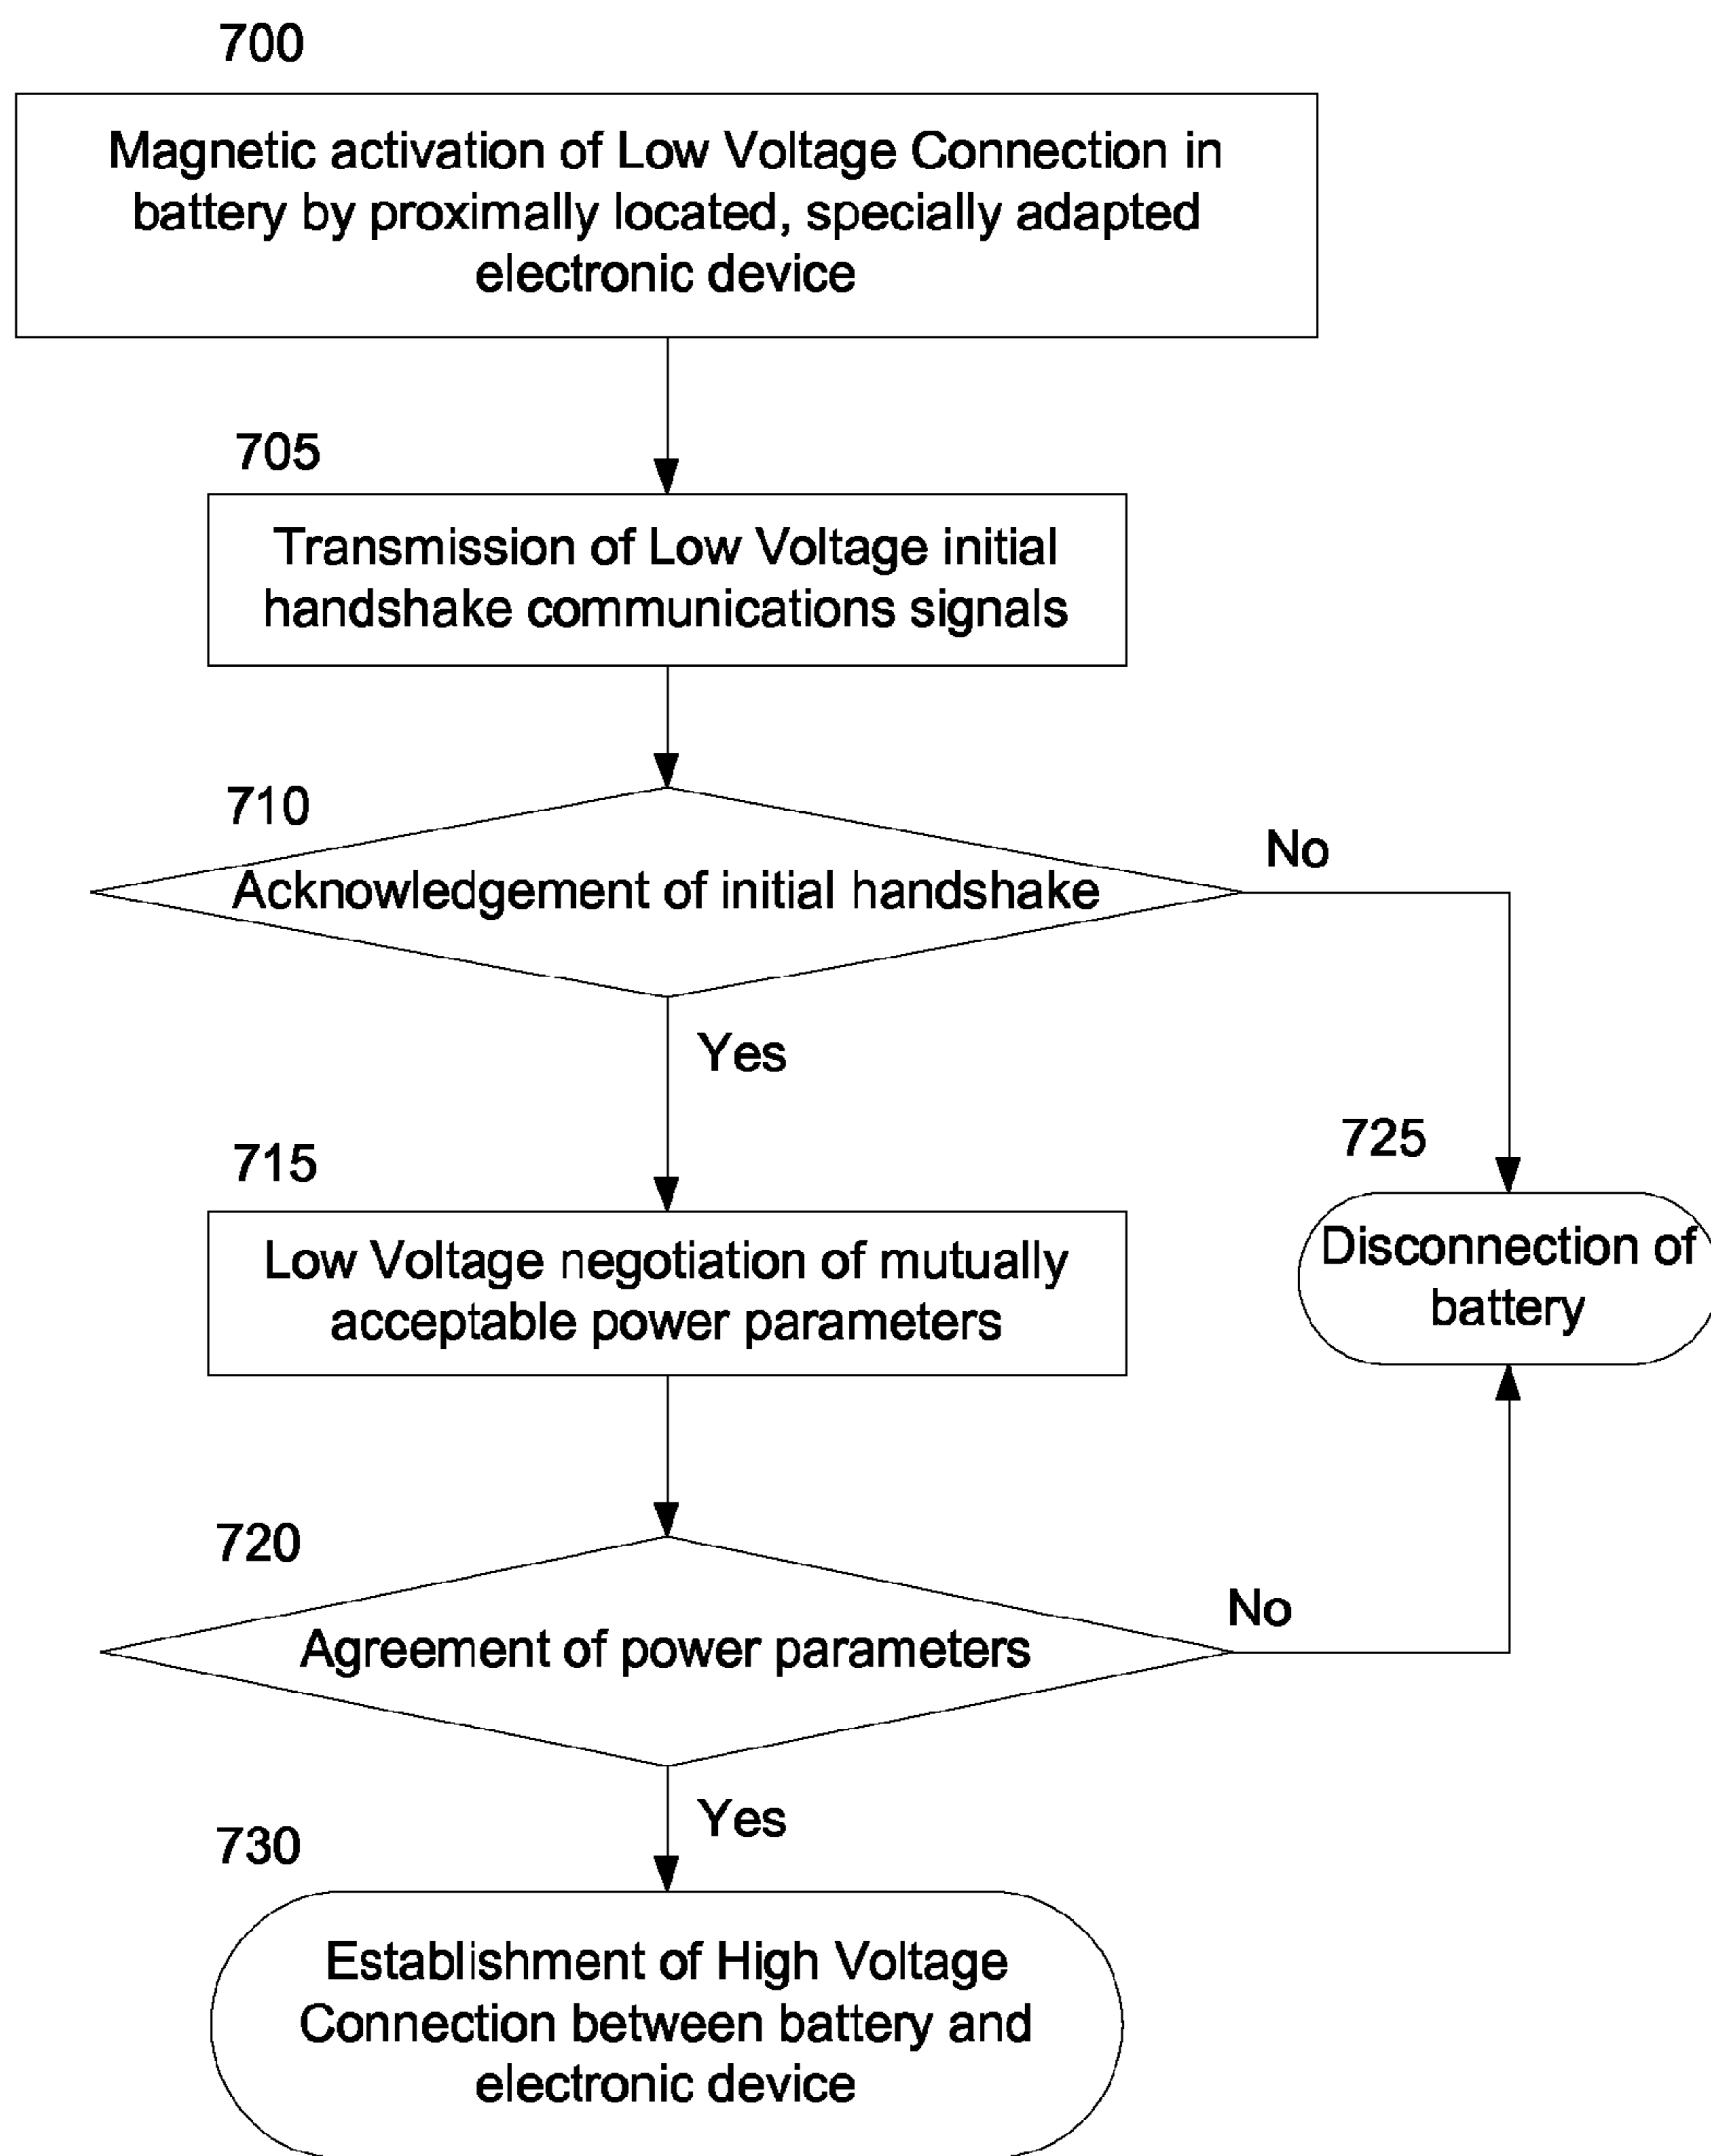 700
Magnetic activation of Low Voltage Connection in
battery by proximally located, specially adapted
electronic device
705
Transmission of Low Voltage initial
handshake communications signals
710
Acknowledgement of initial handshake
No
Yes
715
Low Voltage negotiation of mutually
acceptable power parameters
725
Disconnection of
battery
720
Agreement of power parameters
No
Yes
730
Establishment of High Voltage
Connection between battery and
electronic device